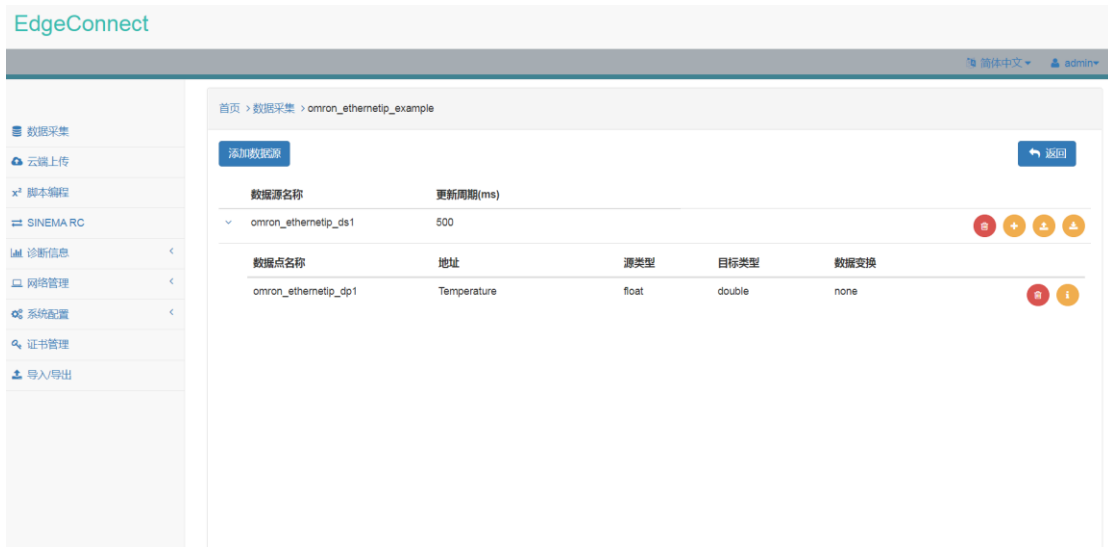 EdgeConnect
简体中文 admin
首页 > 数据采集 > omron_ethernetip_example
数据采集
云端上传
x² 脚本编程
SINEMA RC
诊断信息
网络管理
系统配置
证书管理
导入/导出
添加数据源 返回
数据源名称 更新周期(ms)
omron_ethernetip_ds1 500
数据点名称 地址 源类型 目标类型 数据变换
omron_ethernetip_dp1 Temperature float double none